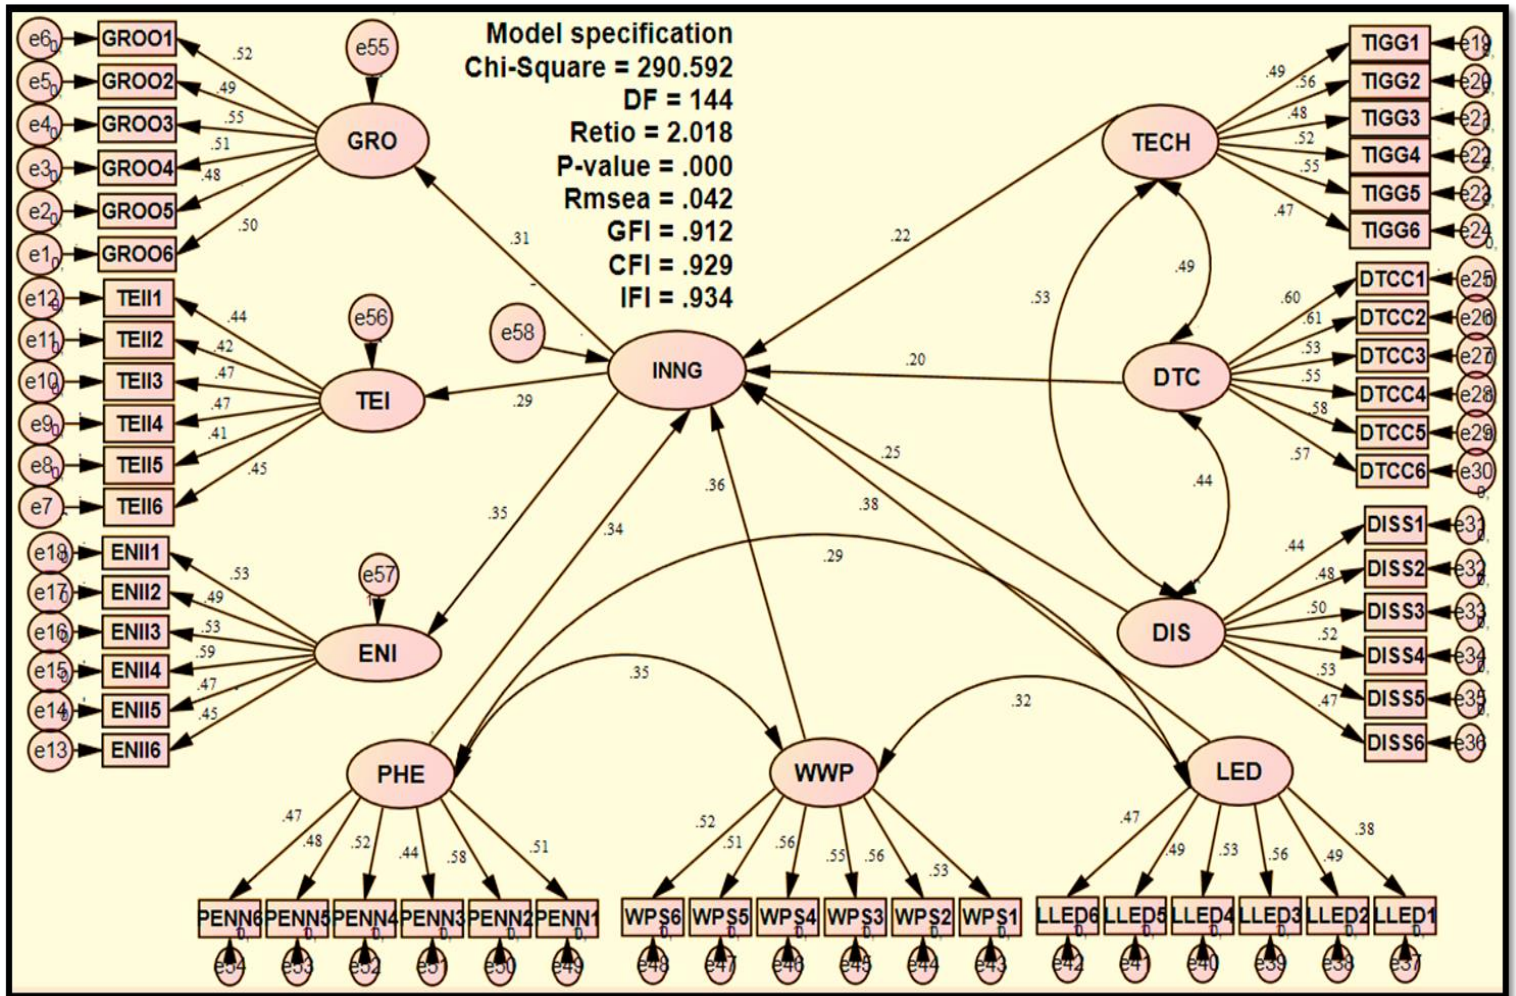 Model specification
Chi-Square = 290.592
DF = 144
Retio = 2.018
P-value = .000
Rmsea = .042
GFI = .912
CFI = .929
IFI = .934
e6 GROO1 .52
e5 GROO2 .49
e4 GROO3 .55
e3 GROO4 .51
e2 GROO5 .48
e1 GROO6 .50
e55
GRO
.31
e12 TEII1 .44
e11 TEII2 .42
e10 TEII3 .47
e9 TEII4 .47
e8 TEII5 .41
e7 TEII6 .45
e56
TEI
.29
e58
INNG
e18 ENII1 .53
e17 ENII2 .49
e16 ENII3 .53
e15 ENII4 .59
e14 ENII5 .47
e13 ENII6 .45
e57
ENI
.35
TECH
.22
.49 TIGG1 e19
.56 TIGG2 e20
.48 TIGG3 e21
.52 TIGG4 e22
.55 TIGG5 e23
.47 TIGG6 e24
.53
.49
DTC
.20
.60 DTCC1 e25
.61 DTCC2 e26
.53 DTCC3 e27
.55 DTCC4 e28
.58 DTCC5 e29
.57 DTCC6 e30
.44
DIS
.25
.44 DISS1 e31
.48 DISS2 e32
.50 DISS3 e33
.52 DISS4 e34
.53 DISS5 e35
.47 DISS6 e36
.34
.36
.38
.29
.35
.32
PHE
WWP
LED
.47 .48 .52 .44 .58 .51
.52 .51 .56 .55 .56 .53
.47 .49 .53 .56 .49 .38
PENN6 PENN5 PENN4 PENN3 PENN2 PENN1
WPS6 WPS5 WPS4 WPS3 WPS2 WPS1
LLED6 LLED5 LLED4 LLED3 LLED2 LLED1
e54 e53 e52 e51 e50 e49
e48 e47 e46 e45 e44 e43
e42 e41 e40 e39 e38 e37